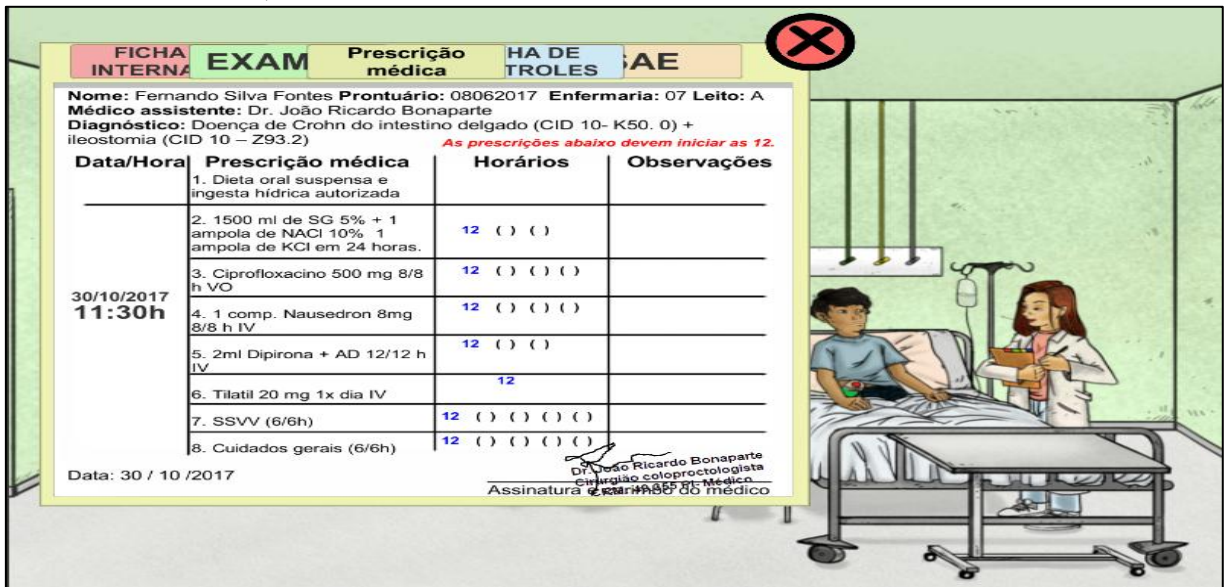 FICHA INTERNA
EXAM
Prescrição médica
HA DE TROLES
SAE
Nome: Fernando Silva Fontes Prontuário: 08062017 Enfermaria: 07 Leito: A
Médico assistente: Dr. João Ricardo Bonaparte
Diagnóstico: Doença de Crohn do intestino delgado (CID 10- K50. 0) +
ileostomia (CID 10 – Z93.2)
As prescrições abaixo devem iniciar as 12.
Data/Hora Prescrição médica Horários Observações
1. Dieta oral suspensa e
ingesta hídrica autorizada
2. 1500 ml de SG 5% + 1
ampola de NACl 10% 1
ampola de KCl em 24 horas.
12 ( ) ( )
3. Ciprofloxacino 500 mg 8/8
h VO
12 ( ) ( ) ( )
30/10/2017
11:30h
4. 1 comp. Nausedron 8mg
8/8 h IV
12 ( ) ( ) ( )
5. 2ml Dipirona + AD 12/12 h
IV
12 ( ) ( )
6. Tilatil 20 mg 1x dia IV
12
7. SSVV (6/6h)
12 ( ) ( ) ( ) ( )
8. Cuidados gerais (6/6h)
12 ( ) ( ) ( ) ( )
Data: 30 / 10 /2017
Dr. João Ricardo Bonaparte
Cirurgião coloproctologista
Médico
Assinatura e carimbo do médico